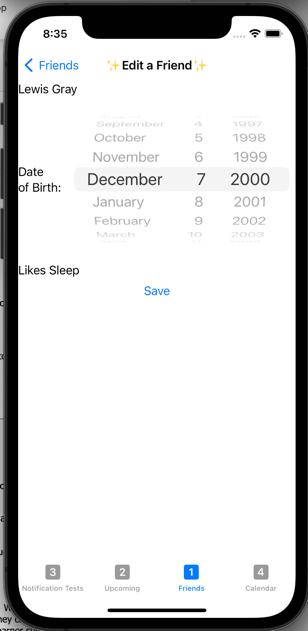 8:35
Friends
✨Edit a Friend✨
Lewis Gray
September 4 1997
October 5 1998
November 6 1999
Date
of Birth:
December 7 2000
January 8 2001
February 9 2002
March 10 2003
Likes Sleep
Save
3 2 1 4
Notification Tests Upcoming Friends Calendar